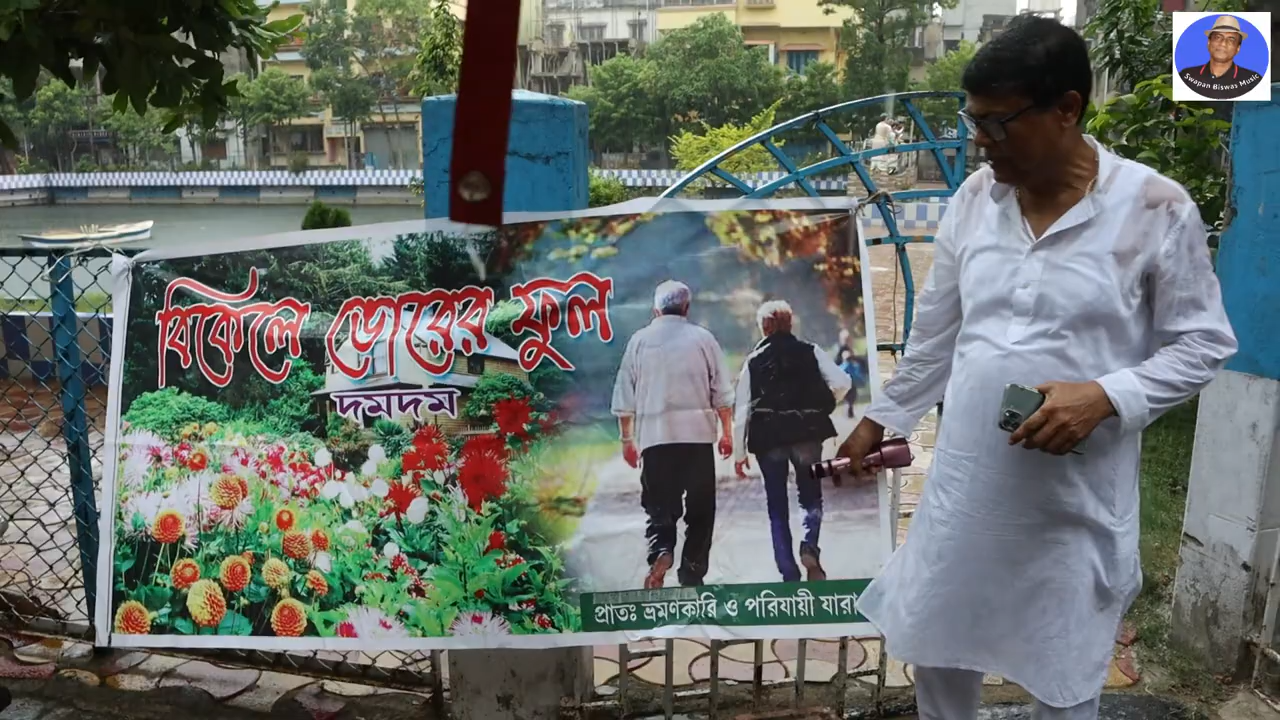 বিকেলে ভোরের ফুল
দমদম
প্রাতঃ ভ্রমণকারি ও পরিযায়ী যারা
Swapan Biswas Music